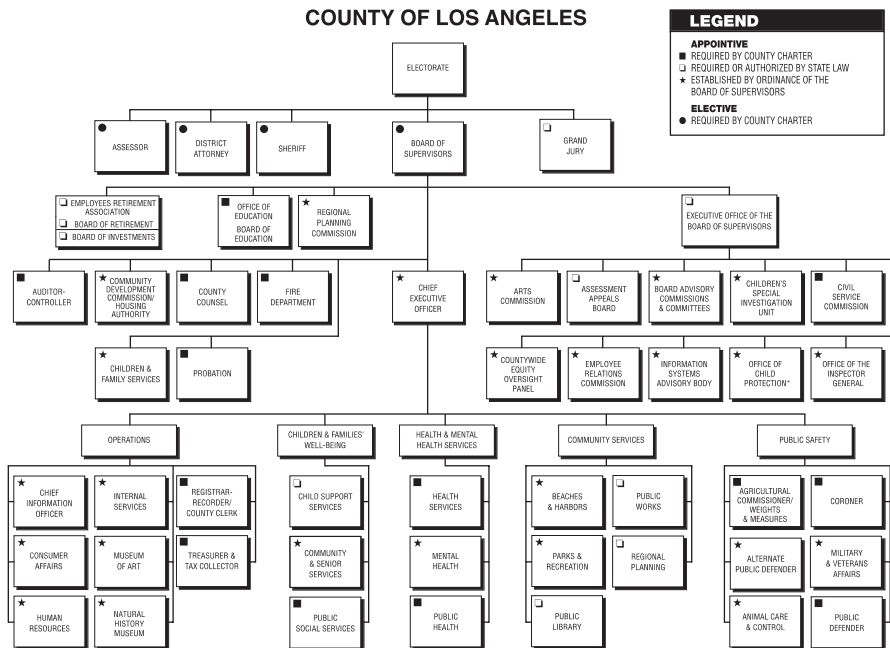 COUNTY OF LOS ANGELES
LEGEND
APPOINTIVE
■ REQUIRED BY COUNTY CHARTER
❏ REQUIRED OR AUTHORIZED BY STATE LAW
★ ESTABLISHED BY ORDINANCE OF THE
BOARD OF SUPERVISORS
ELECTIVE
● REQUIRED BY COUNTY CHARTER
ELECTORATE
ASSESSOR
DISTRICT
ATTORNEY
SHERIFF
BOARD OF
SUPERVISORS
GRAND
JURY
EMPLOYEES RETIREMENT
ASSOCIATION
BOARD OF RETIREMENT
BOARD OF INVESTMENTS
OFFICE OF
EDUCATION
BOARD OF
EDUCATION
REGIONAL
PLANNING
COMMISSION
EXECUTIVE OFFICE OF THE
BOARD OF SUPERVISORS
AUDITOR-
CONTROLLER
COMMUNITY
DEVELOPMENT
COMMISSION/
HOUSING
AUTHORITY
COUNTY
COUNSEL
FIRE
DEPARTMENT
CHIEF
EXECUTIVE
OFFICER
ARTS
COMMISSION
ASSESSMENT
APPEALS
BOARD
BOARD ADVISORY
COMMISSIONS
& COMMITTEES
CHILDREN'S
SPECIAL
INVESTIGATION
UNIT
CIVIL
SERVICE
COMMISSION
CHILDREN &
FAMILY SERVICES
PROBATION
COUNTYWIDE
EQUITY
OVERSIGHT
PANEL
EMPLOYEE
RELATIONS
COMMISSION
INFORMATION
SYSTEMS
ADVISORY BODY
OFFICE OF
CHILD
PROTECTION*
OFFICE OF THE
INSPECTOR
GENERAL
OPERATIONS
CHILDREN & FAMILIES'
WELL-BEING
HEALTH & MENTAL
HEALTH SERVICES
COMMUNITY SERVICES
PUBLIC SAFETY
CHIEF
INFORMATION
OFFICER
INTERNAL
SERVICES
REGISTRAR-
RECORDER/
COUNTY CLERK
CHILD SUPPORT
SERVICES
HEALTH
SERVICES
BEACHES
& HARBORS
PUBLIC
WORKS
AGRICULTURAL
COMMISSIONER/
WEIGHTS
& MEASURES
CORONER
CONSUMER
AFFAIRS
MUSEUM
OF ART
TREASURER &
TAX COLLECTOR
COMMUNITY
& SENIOR
SERVICES
MENTAL
HEALTH
PARKS &
RECREATION
REGIONAL
PLANNING
ALTERNATE
PUBLIC DEFENDER
MILITARY
& VETERANS
AFFAIRS
HUMAN
RESOURCES
NATURAL
HISTORY
MUSEUM
PUBLIC
SOCIAL SERVICES
PUBLIC
HEALTH
PUBLIC
LIBRARY
ANIMAL CARE
& CONTROL
PUBLIC
DEFENDER